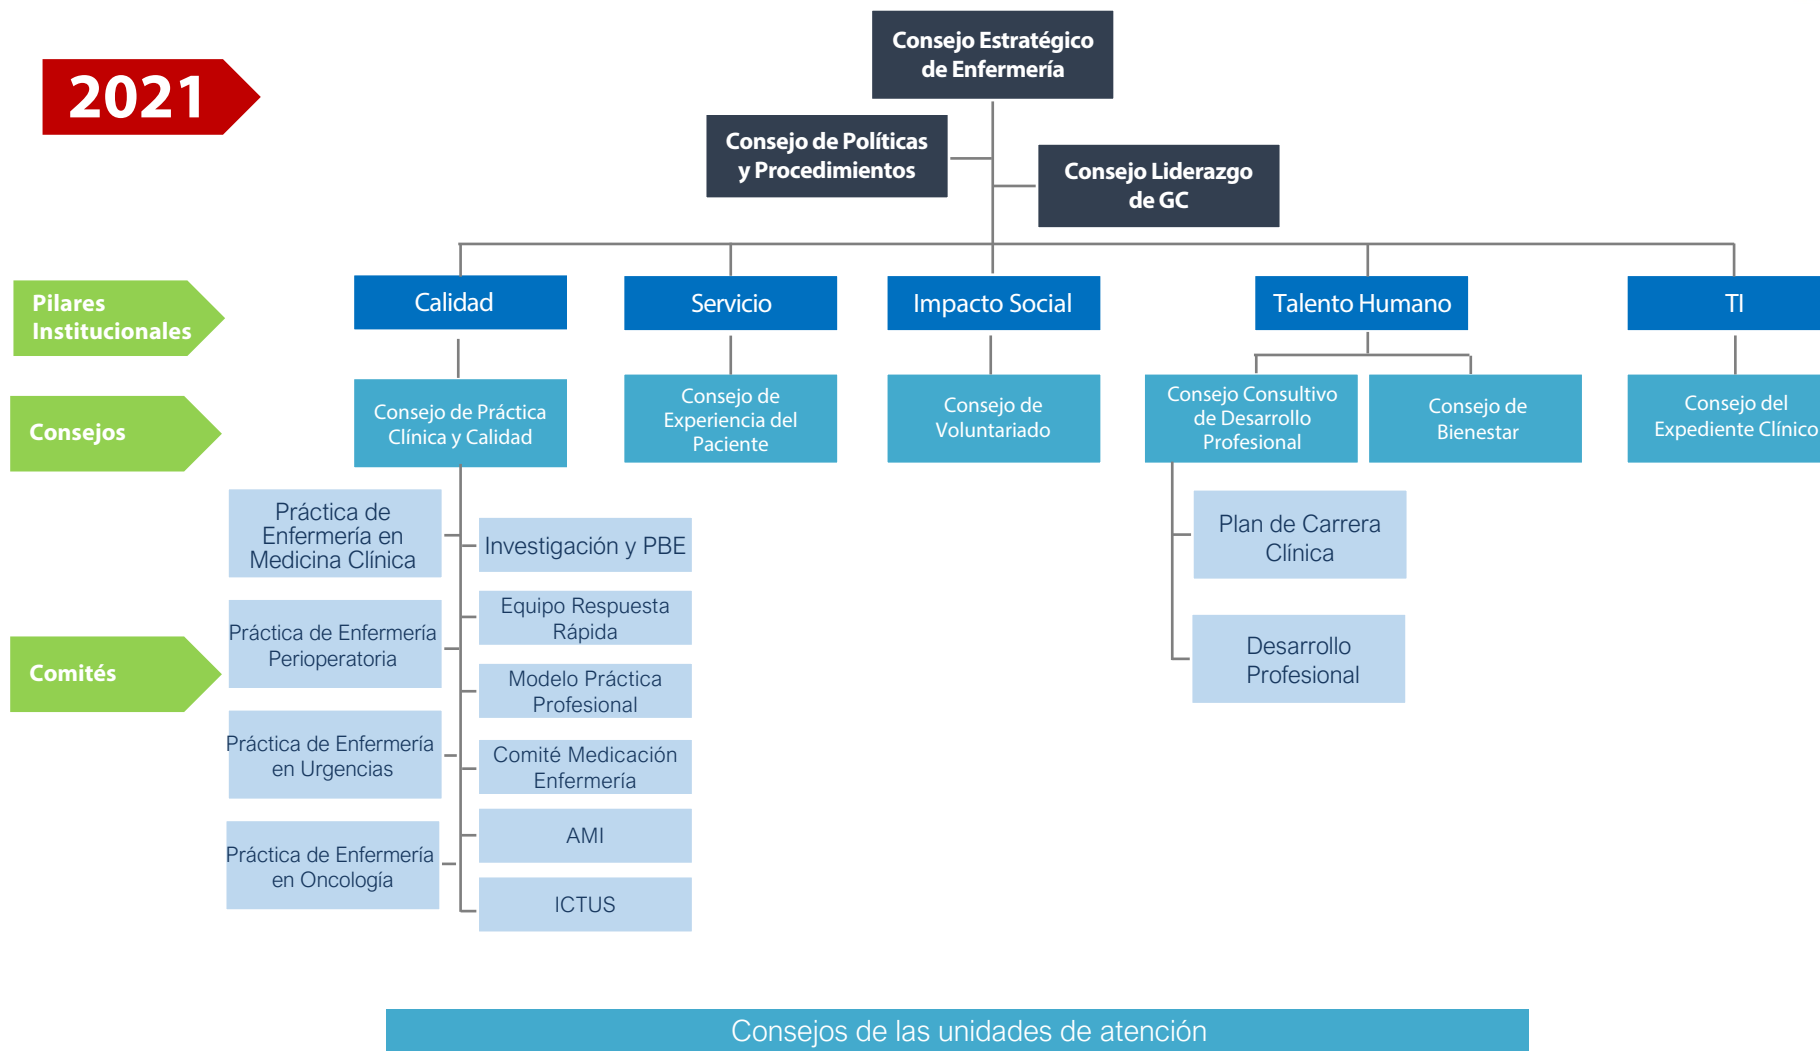 2021
Consejo Estratégico
de Enfermería
Consejo de Políticas
y Procedimientos
Consejo Liderazgo
de GC
Pilares
Institucionales
Calidad
Servicio
Impacto Social
Talento Humano
TI
Consejos
Consejo de Práctica
Clínica y Calidad
Consejo de
Experiencia del
Paciente
Consejo de
Voluntariado
Consejo Consultivo
de Desarrollo
Profesional
Consejo de
Bienestar
Consejo del
Expediente Clínico
Comités
Práctica de
Enfermería en
Medicina Clínica
Práctica de Enfermería
Perioperatoria
Práctica de Enfermería
en Urgencias
Práctica de Enfermería
en Oncología
Investigación y PBE
Equipo Respuesta
Rápida
Modelo Práctica
Profesional
Comité Medicación
Enfermería
AMI
ICTUS
Plan de Carrera
Clínica
Desarrollo
Profesional
Consejos de las unidades de atención